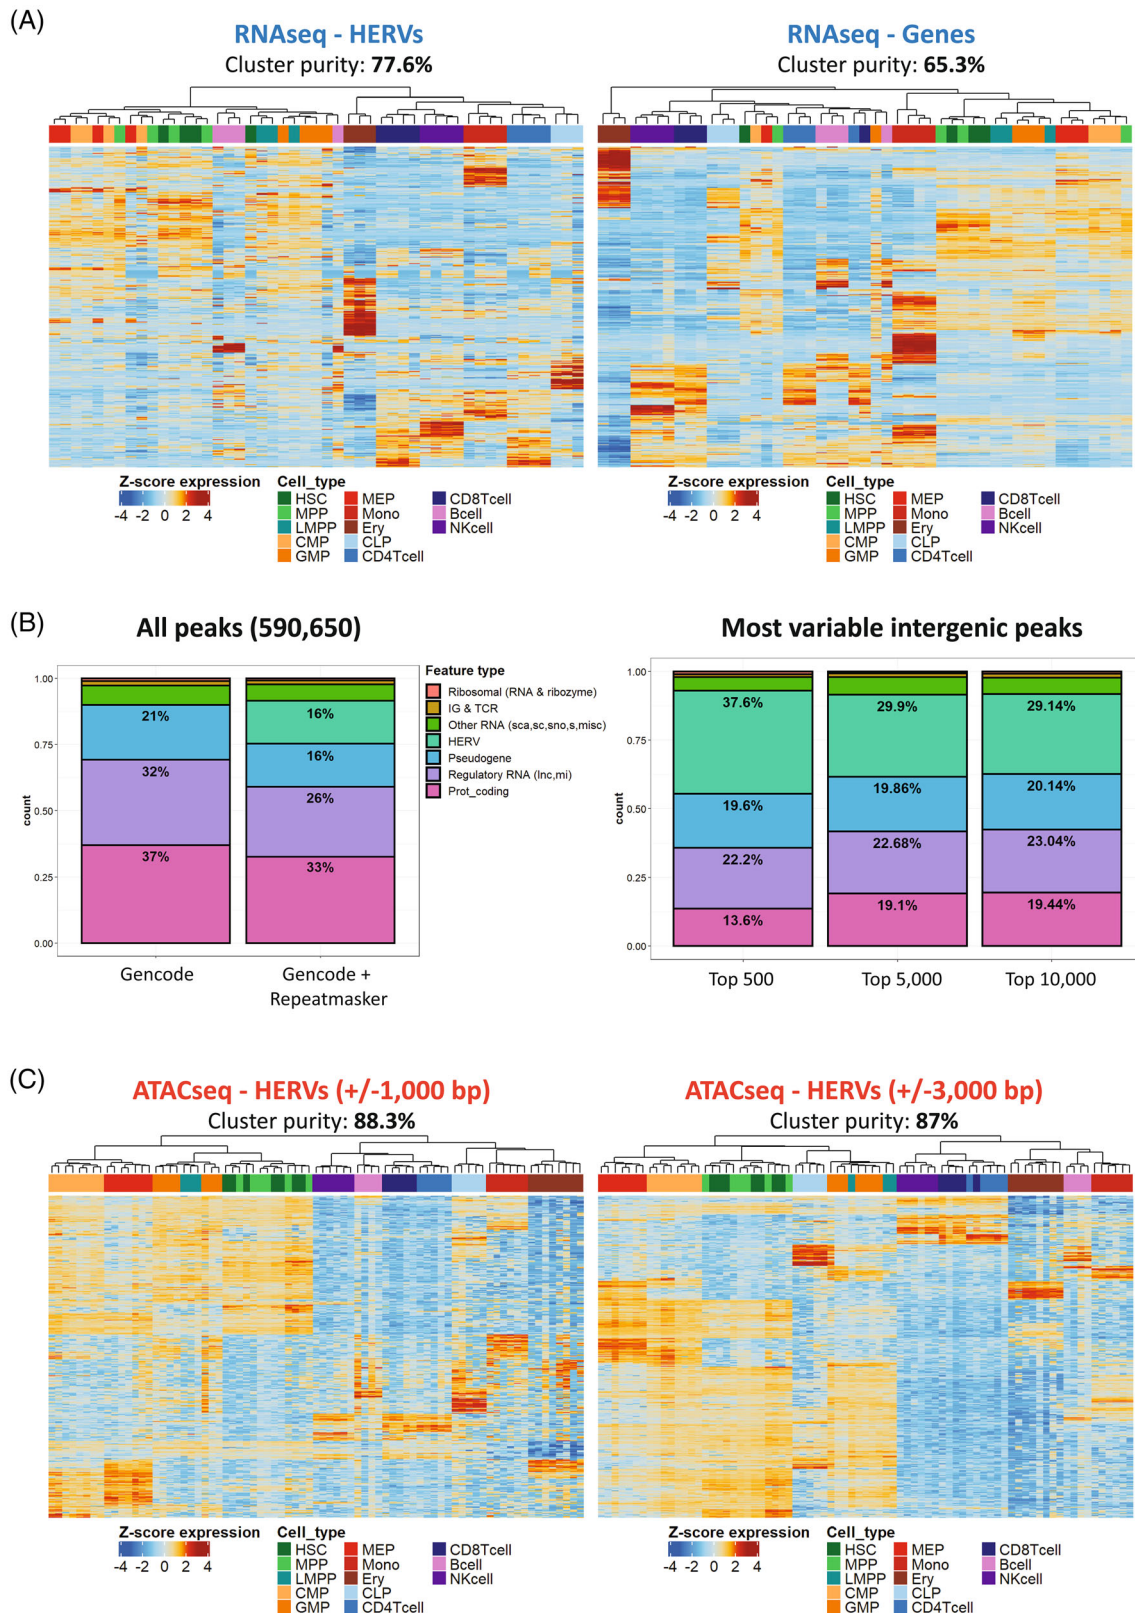 (A)
RNAseq - HERVs
Cluster purity: 77.6%
RNAseq - Genes
Cluster purity: 65.3%
Z-score expression
-4 -2 0 2 4
Cell_type
HSC
MPP
LMPP
CMP
GMP
MEP
Mono
Ery
CLP
CD4Tcell
CD8Tcell
Bcell
NKcell
Z-score expression
-4 -2 0 2 4
Cell_type
HSC
MPP
LMPP
CMP
GMP
MEP
Mono
Ery
CLP
CD4Tcell
CD8Tcell
Bcell
NKcell
(B)
All peaks (590,650)
count
1.00
0.75
0.50
0.25
0.00
21%
32%
37%
16%
16%
26%
33%
Gencode
Gencode +
Repeatmasker
Feature type
Ribosomal (RNA & ribozyme)
IG & TCR
Other RNA (sca,sc,sno,s,misc)
HERV
Pseudogene
Regulatory RNA (lnc,mi)
Prot_coding
Most variable intergenic peaks
count
1.00
0.75
0.50
0.25
0.00
37.6%
19.6%
22.2%
13.6%
29.9%
19.86%
22.68%
19.1%
29.14%
20.14%
23.04%
19.44%
Top 500
Top 5,000
Top 10,000
(C)
ATACseq - HERVs (+/-1,000 bp)
Cluster purity: 88.3%
ATACseq - HERVs (+/-3,000 bp)
Cluster purity: 87%
Z-score expression
-4 -2 0 2 4
Cell_type
HSC
MPP
LMPP
CMP
GMP
MEP
Mono
Ery
CLP
CD4Tcell
CD8Tcell
Bcell
NKcell
Z-score expression
-4 -2 0 2 4
Cell_type
HSC
MPP
LMPP
CMP
GMP
MEP
Mono
Ery
CLP
CD4Tcell
CD8Tcell
Bcell
NKcell